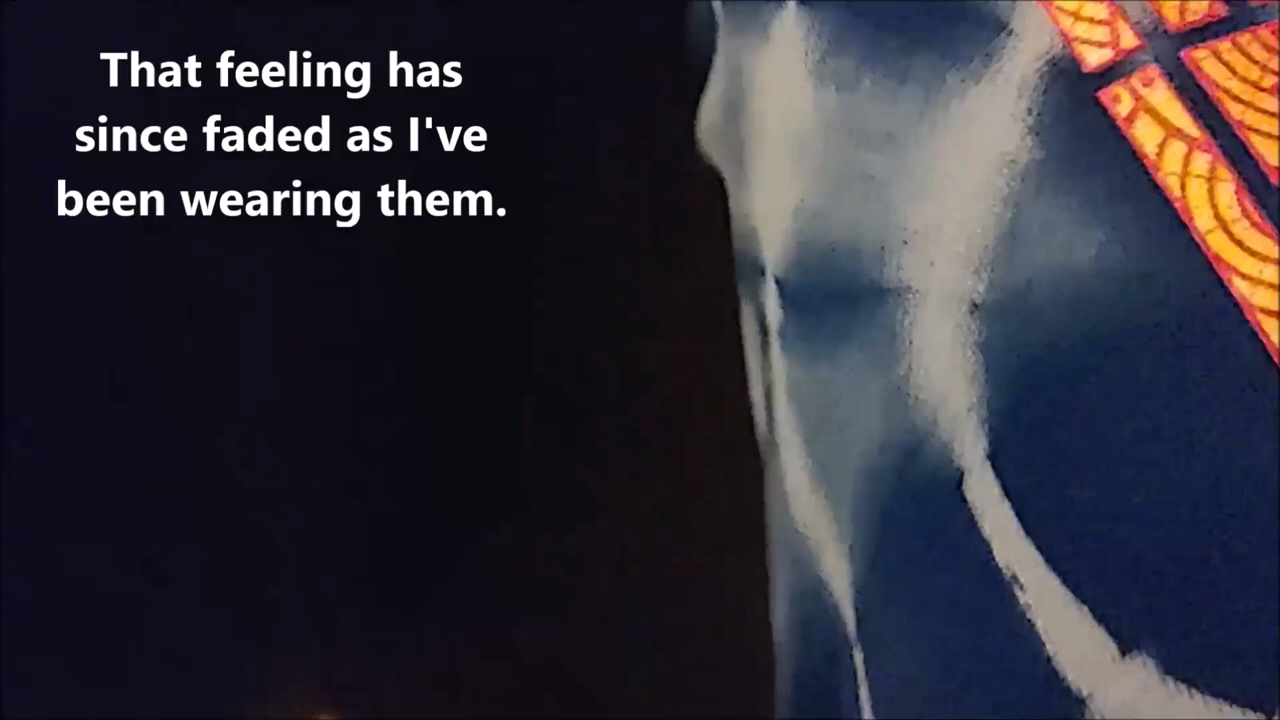 That feeling has
since faded as I've
been wearing them.